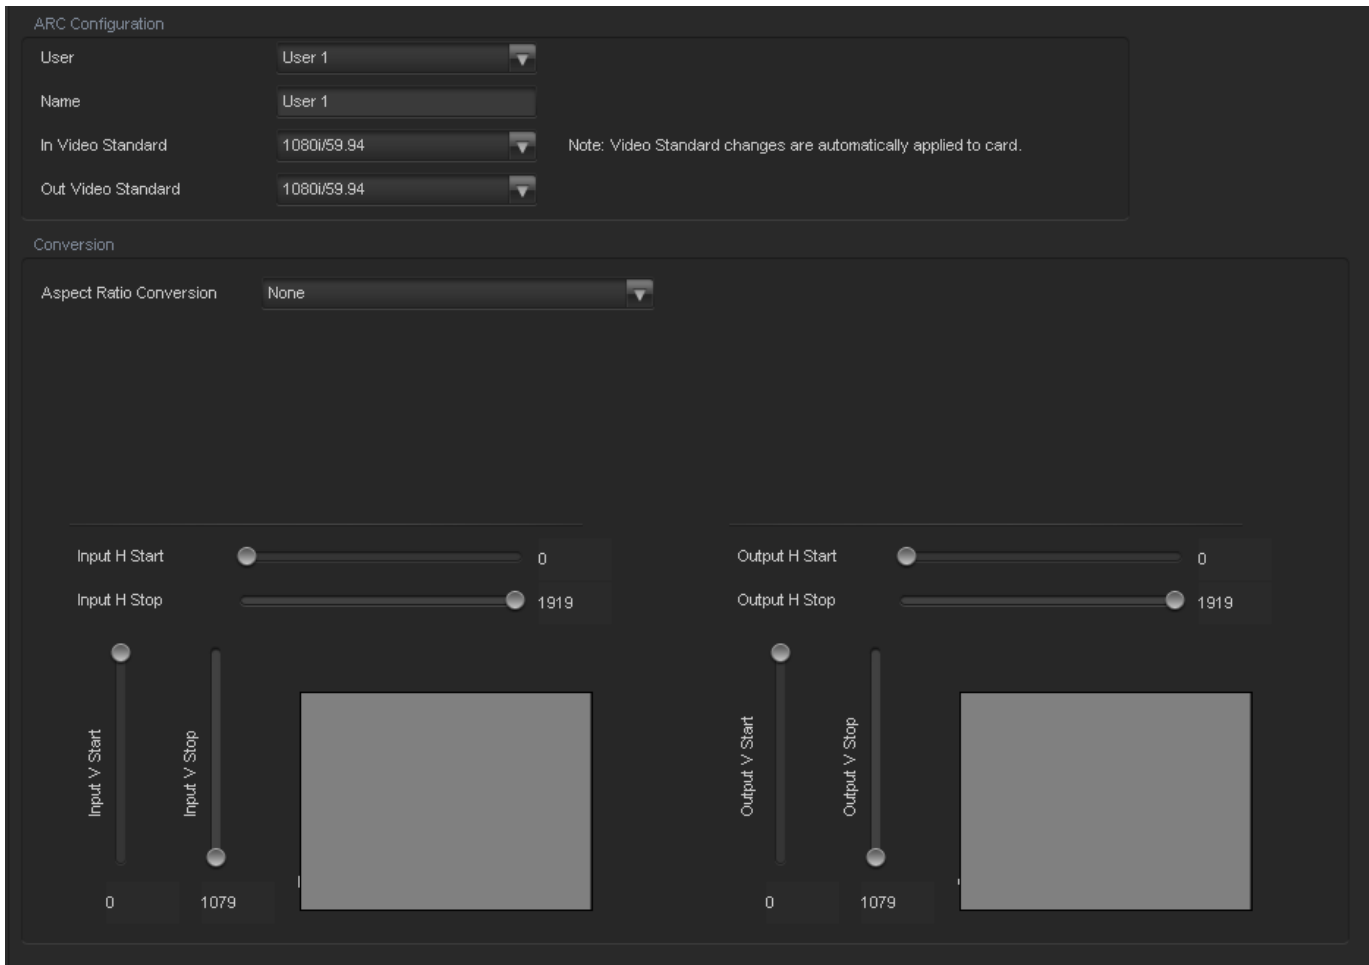 ARC Configuration
User User 1
Name User 1
In Video Standard 1080i/59.94 Note: Video Standard changes are automatically applied to card.
Out Video Standard 1080i/59.94
Conversion
Aspect Ratio Conversion None
Input H Start 0
Input H Stop 1919
Output H Start 0
Output H Stop 1919
Input V Start
0
Input V Stop
1079
Output V Start
0
Output V Stop
1079